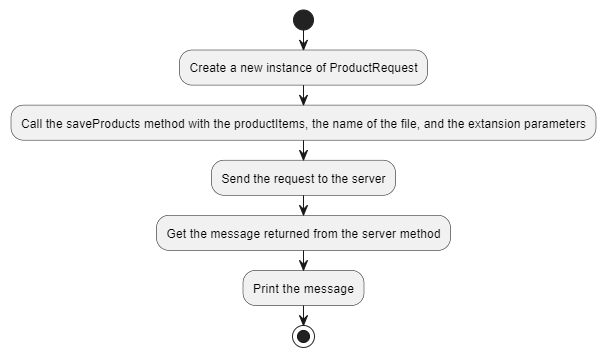 Create a new instance of ProductRequest
Call the saveProducts method with the productItems, the name of the file, and the extansion parameters
Send the request to the server
Get the message returned from the server method
Print the message